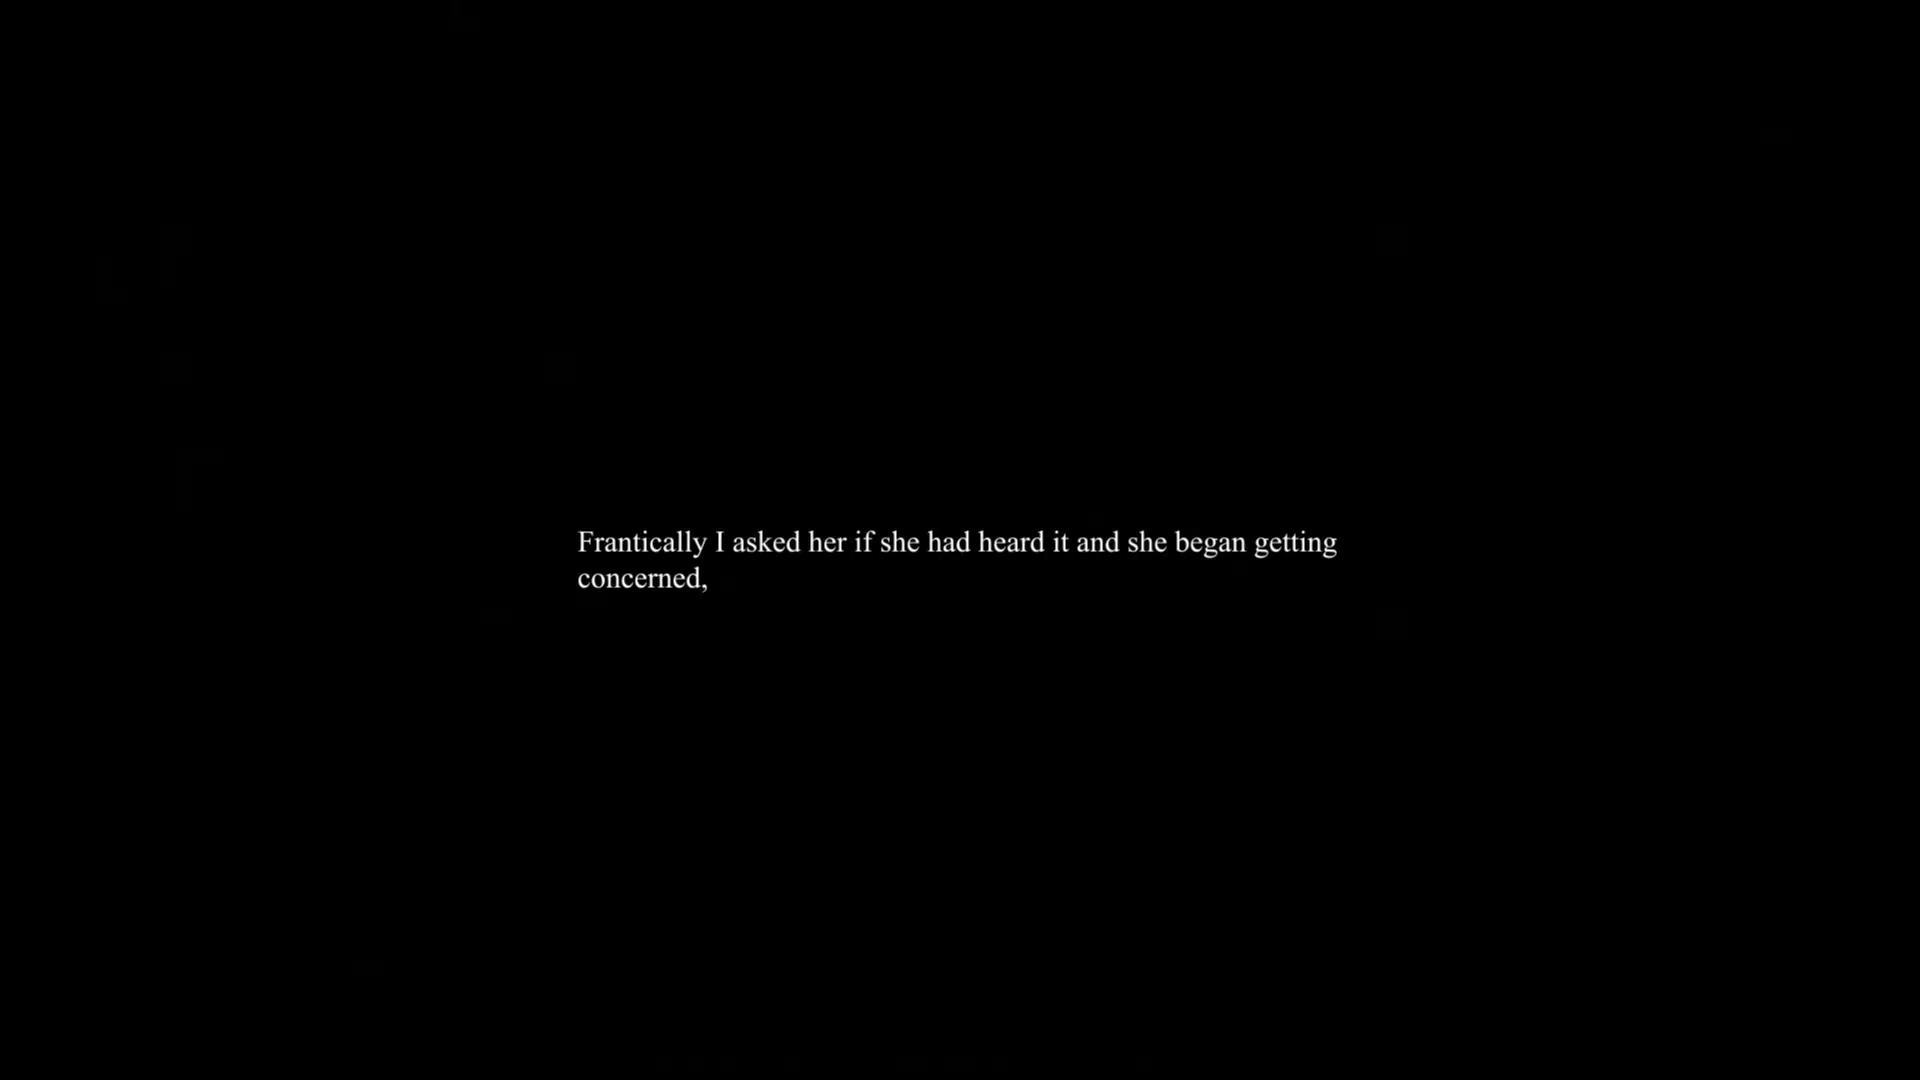 Frantically I asked her if she had heard it and she began getting
concerned,